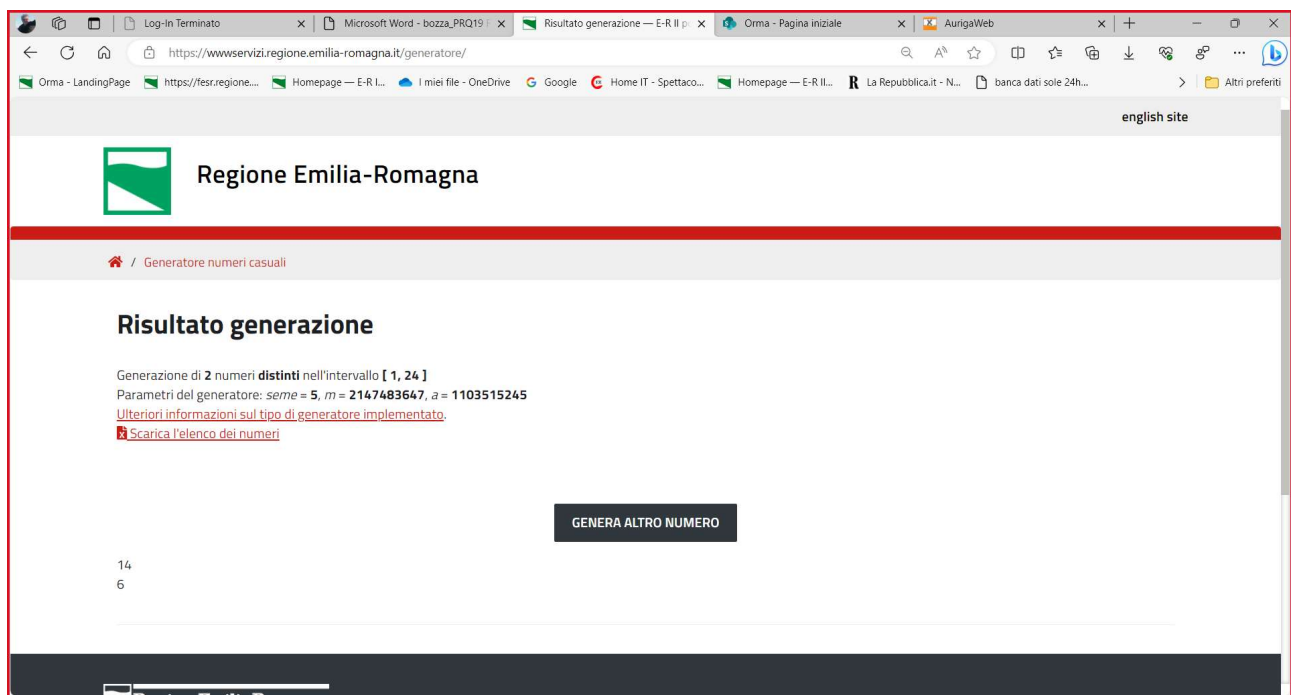 Log-In Terminato
Microsoft Word - bozza_PRQ19
Risultato generazione — E-R II p
Orma - Pagina iniziale
AurigaWeb
https://wwwservizi.regione.emilia-romagna.it/generatore/
Orma - LandingPage
https://fesr.regione....
Homepage — E-R I...
I miei file - OneDrive
Google
Home IT - Spettaco...
Homepage — E-R II...
La Repubblica.it - N...
banca dati sole 24h...
Altri preferiti
english site
Regione Emilia-Romagna
/ Generatore numeri casuali
Risultato generazione
Generazione di 2 numeri distinti nell'intervallo [ 1, 24 ]
Parametri del generatore: seme = 5, m = 2147483647, a = 1103515245
Ulteriori informazioni sul tipo di generatore implementato.
Scarica l'elenco dei numeri
GENERA ALTRO NUMERO
14
6